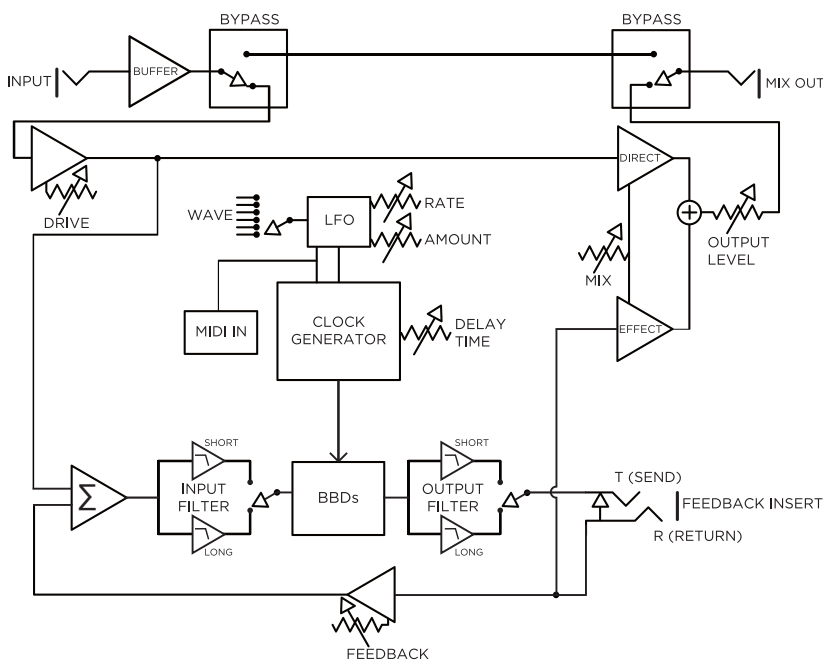 BYPASS
BYPASS
INPUT
BUFFER
MIX OUT
DRIVE
DIRECT
WAVE
LFO
RATE
AMOUNT
OUTPUT
LEVEL
MIX
MIDI IN
CLOCK
GENERATOR
DELAY
TIME
EFFECT
SHORT
SHORT
Σ
INPUT
FILTER
BBDs
OUTPUT
FILTER
T (SEND)
FEEDBACK INSERT
R (RETURN)
LONG
LONG
FEEDBACK